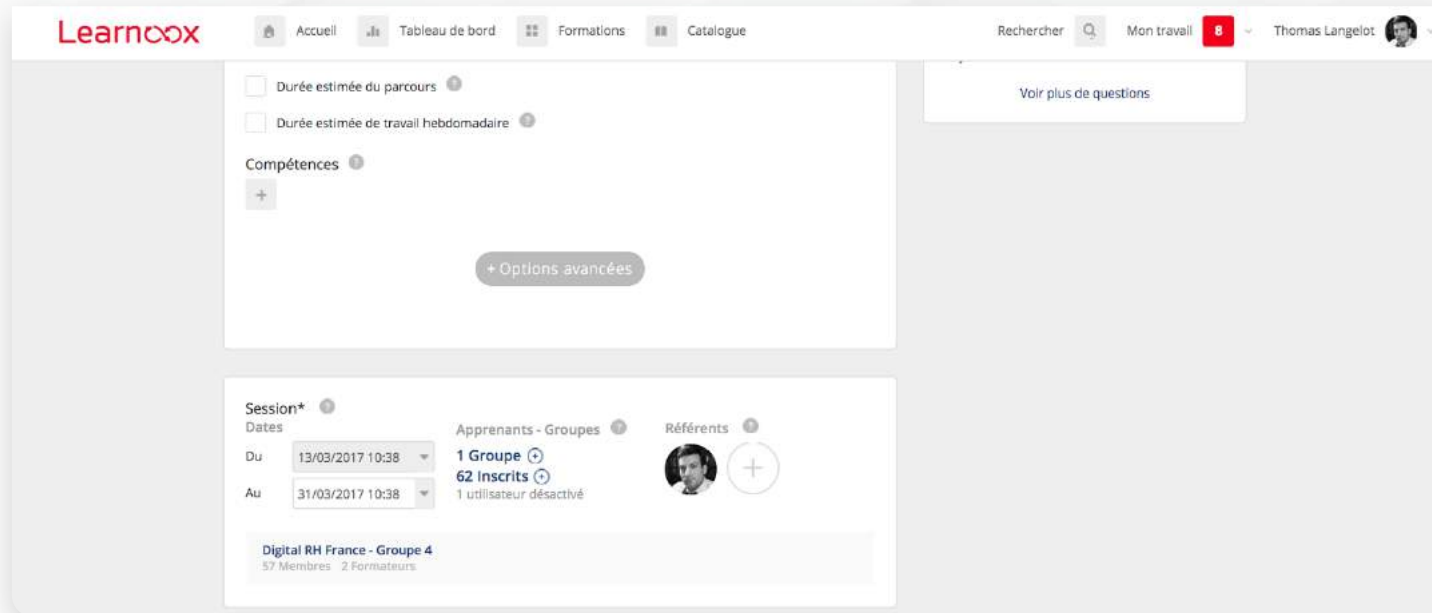 Learnoox
Accueil
Tableau de bord
Formations
Catalogue
Rechercher
Mon travail
8
Thomas Langelot
Durée estimée du parcours ?
Durée estimée de travail hebdomadaire ?
Compétences ?
+
+ Options avancées
Voir plus de questions
Session* ?
Dates
Du 13/03/2017 10:38
Au 31/03/2017 10:38
Apprenants - Groupes ?
1 Groupe +
62 Inscrits +
1 utilisateur désactivé
Référents ?
+
Digital RH France - Groupe 4
57 Membres 2 Formateurs